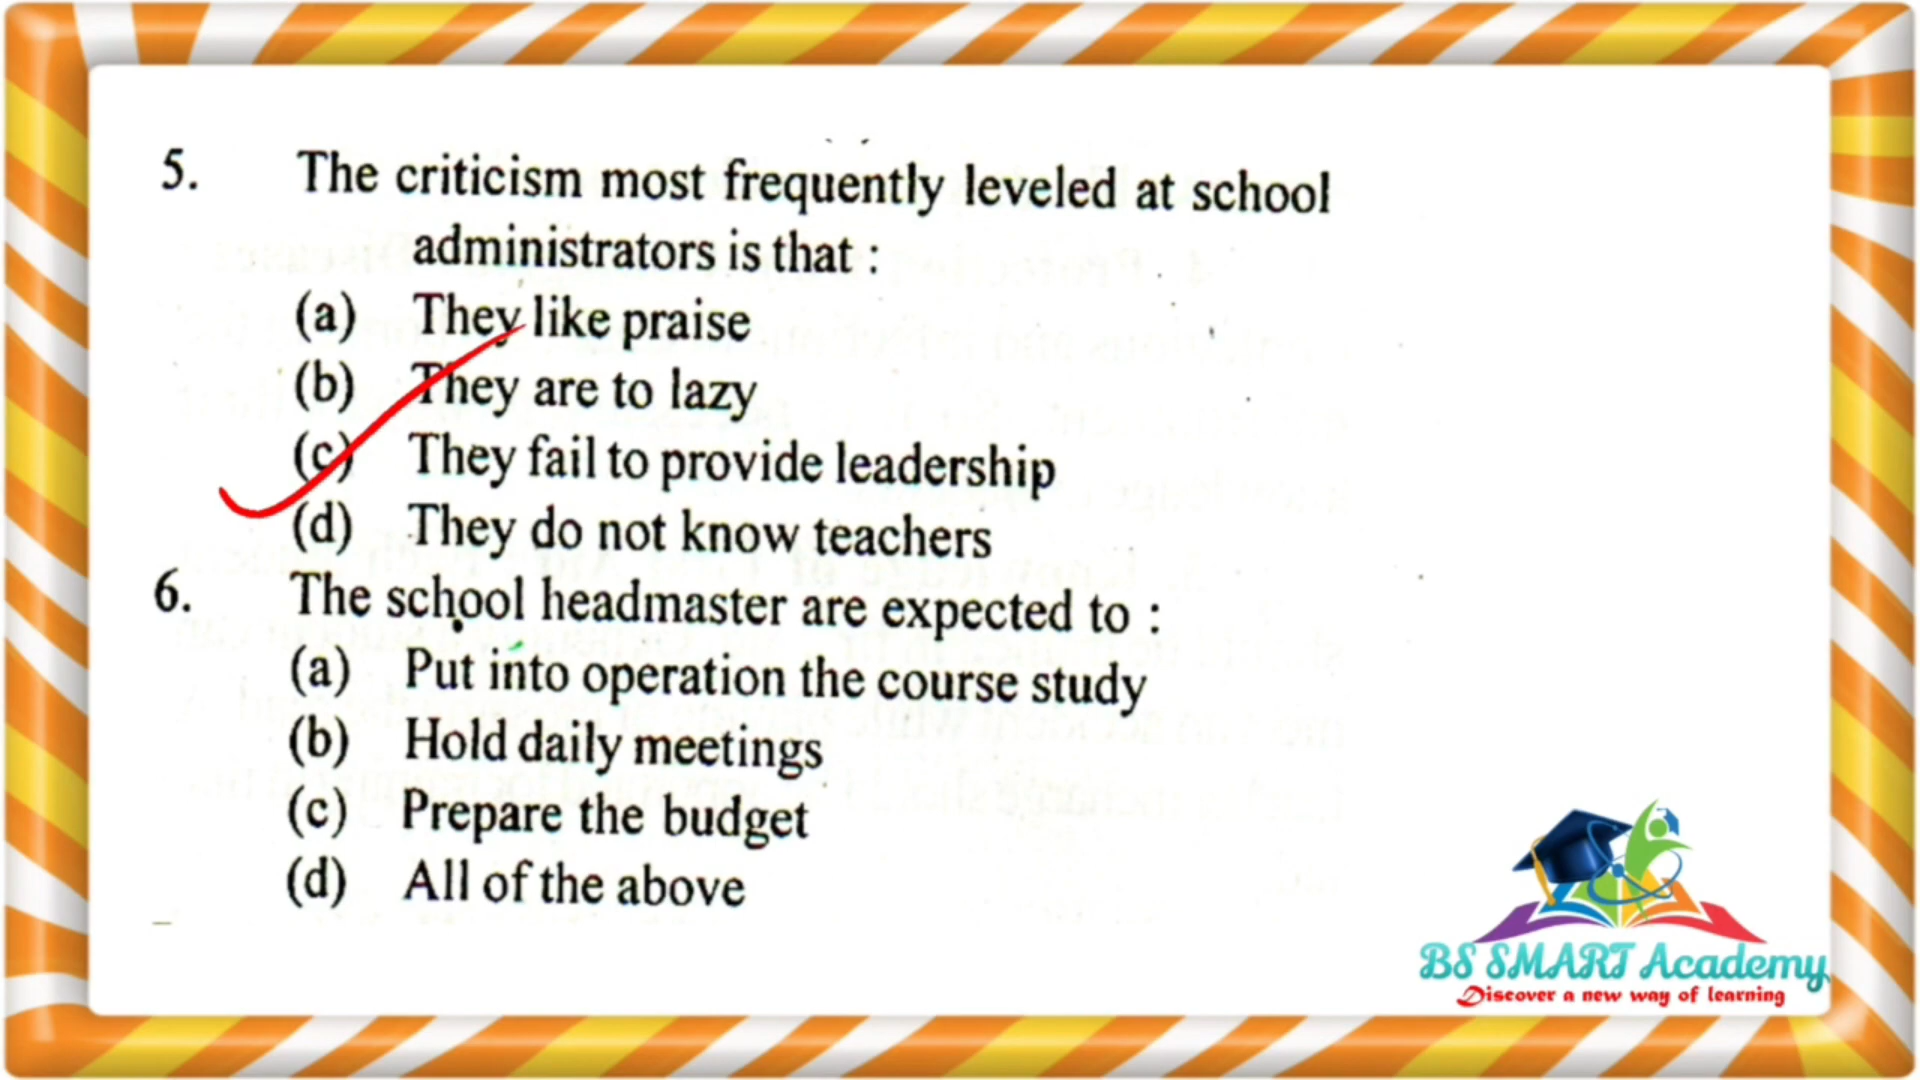 5. The criticism most frequently leveled at school
administrators is that :
(a) They like praise
(b) They are to lazy
(c) They fail to provide leadership
(d) They do not know teachers
6. The school headmaster are expected to :
(a) Put into operation the course study
(b) Hold daily meetings
(c) Prepare the budget
(d) All of the above
BS SMART Academy
Discover a new way of learning